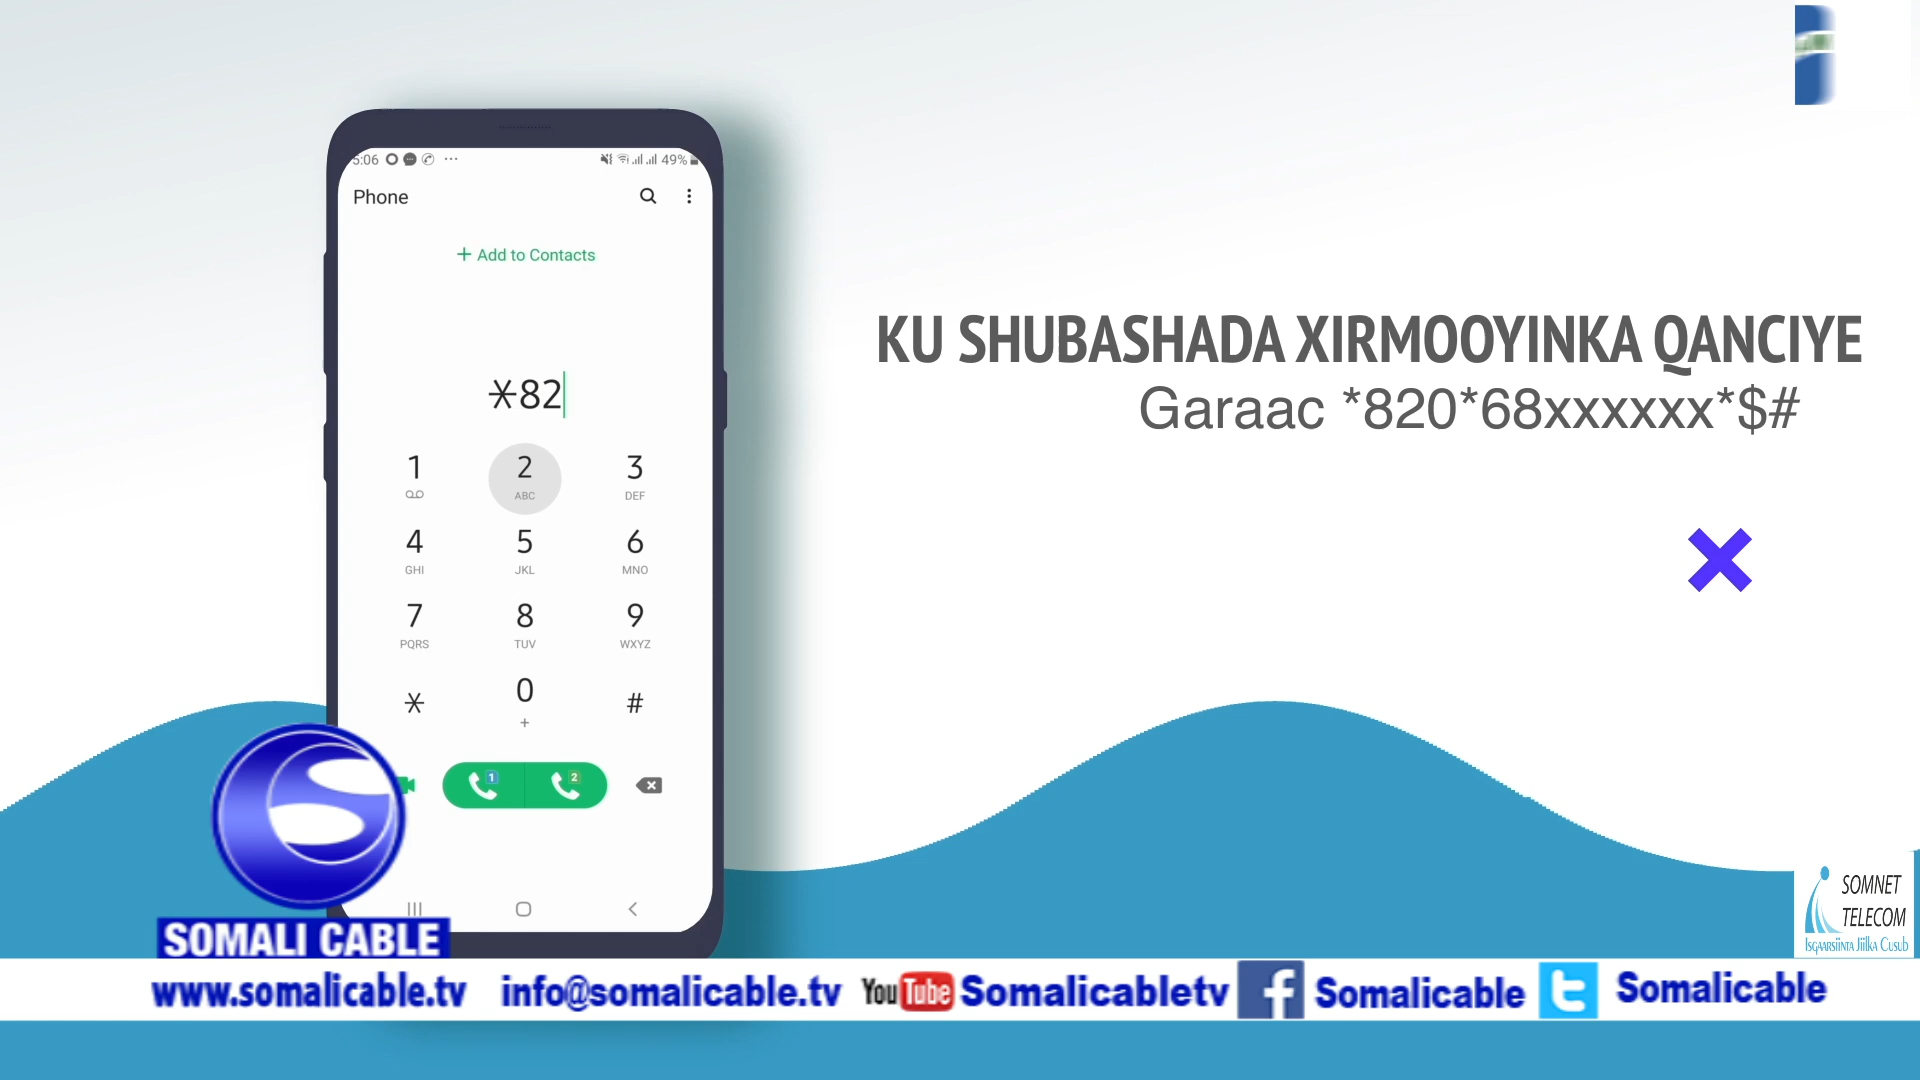 5:06
49%
Phone
+ Add to Contacts
*82
KU SHUBASHADA XIRMOOYINKA QANCIYE
Garaac *820*68xxxxxx*$#
1 2 3
ABC DEF
4 5 6
GHI JKL MNO
7 8 9
PQRS TUV WXYZ
* 0 #
+
1 2
SOMNET
TELECOM
Isgaarsiinta Jiilka Cusub
SOMALI CABLE
www.somalicable.tv info@somalicable.tv YouTube Somalicabletv f Somalicable t Somalicable